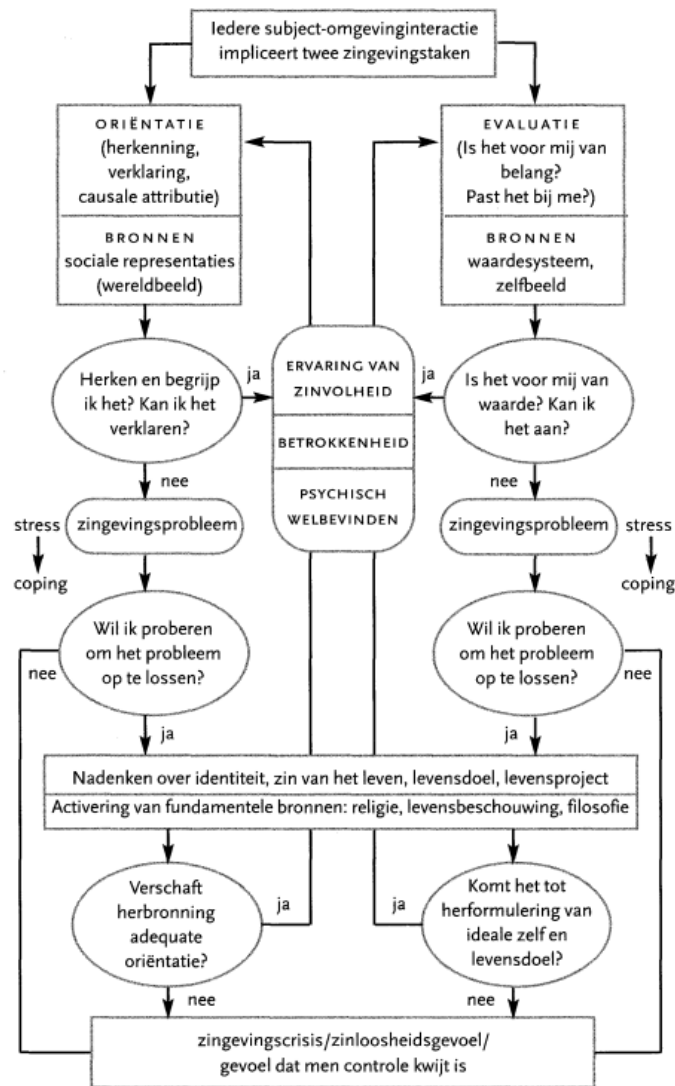 Iedere subject-omgevinginteractie
impliceert twee zingevingstaken
ORIËNTATIE
(herkenning,
verklaring,
causale attributie)
BRONNEN
sociale representaties
(wereldbeeld)
EVALUATIE
(Is het voor mij van
belang?
Past het bij me?)
BRONNEN
waardesysteem,
zelfbeeld
Herken en begrijp
ik het? Kan ik het
verklaren?
ja
ERVARING VAN
ZINVOLHEID
BETROKKENHEID
PSYCHISCH
WELBEVINDEN
ja
Is het voor mij van
waarde? Kan ik
het aan?
nee
nee
stress
zingevingsprobleem
coping
zingevingsprobleem
stress
coping
Wil ik proberen
om het probleem
op te lossen?
nee
Wil ik proberen
om het probleem
op te lossen?
nee
ja
ja
Nadenken over identiteit, zin van het leven, levensdoel, levensproject
Activering van fundamentele bronnen: religie, levensbeschouwing, filosofie
Verschaft
herbronning
adequate
oriëntatie?
ja
ja
Komt het tot
herformulering van
ideale zelf en
levensdoel?
nee
nee
zingevingscrisis/zinloosheidsgevoel/
gevoel dat men controle kwijt is